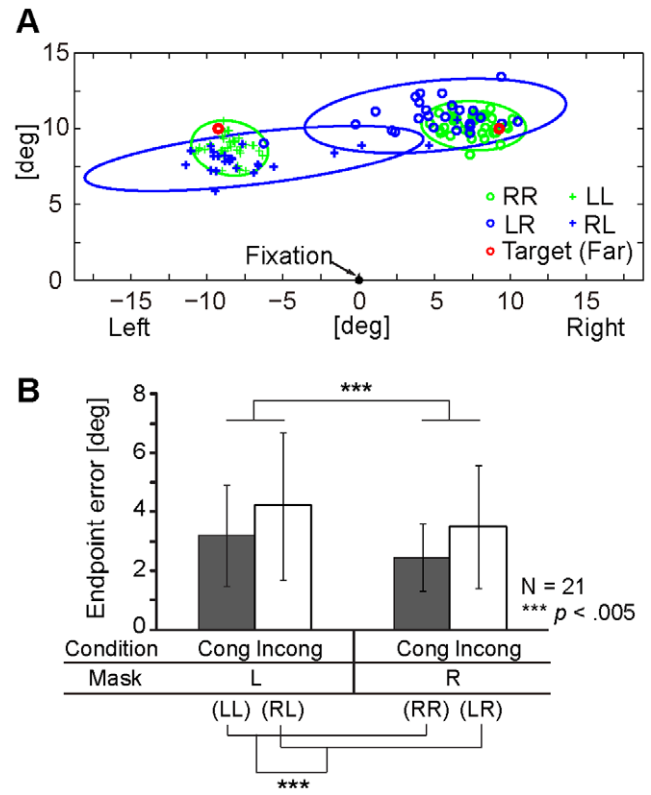 A
15
10
5
0
[deg]
RR LL
LR RL
Target (Far)
Fixation
−15 −10 −5 0 5 10 15
Left [deg] Right
B
8
6
4
2
0
Endpoint error [deg]
***
N = 21
*** p < .005
Condition Cong Incong Cong Incong
Mask L R
(LL) (RL) (RR) (LR)
***